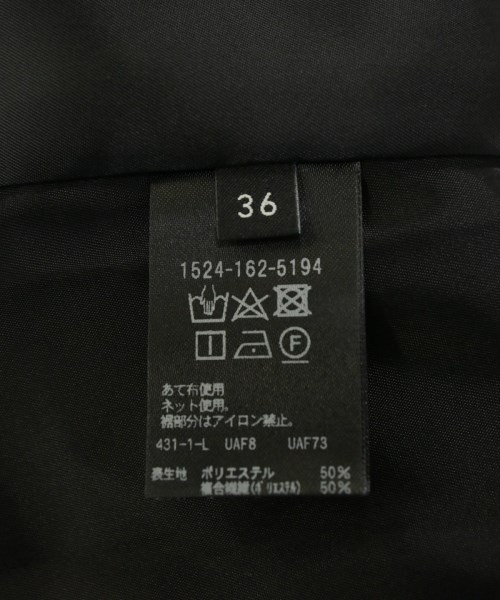 36
1524-162-5194
F
あて布使用
ネット使用。
裾部分はアイロン禁止。
431-1-L UAF8 UAF73
表生地 ポリエステル 50%
複合繊維(ポリエステル) 50%